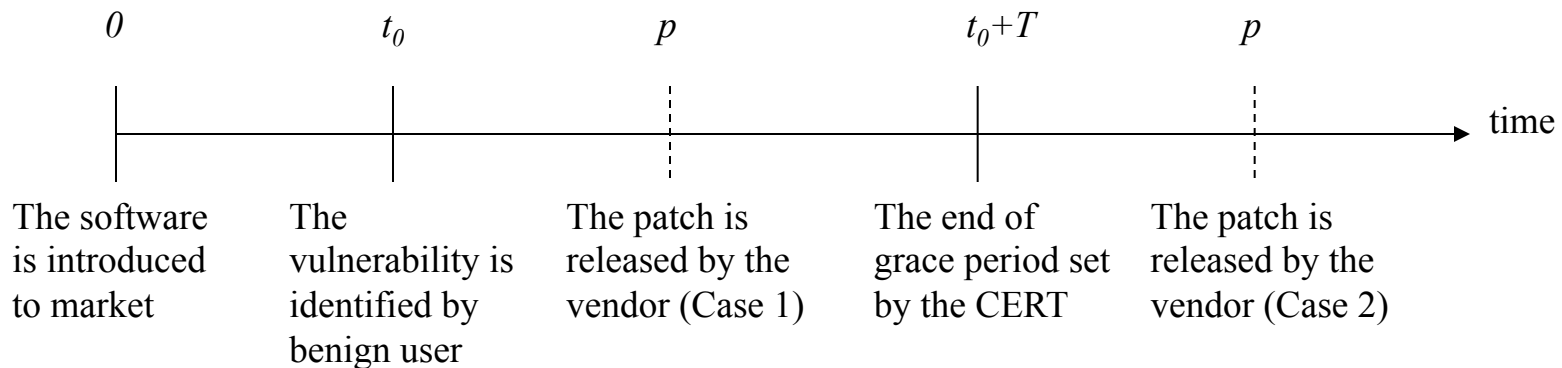 0
t0
p
t0+T
p
time
The software
is introduced
to market
The
vulnerability is
identified by
benign user
The patch is
released by the
vendor (Case 1)
The end of
grace period set
by the CERT
The patch is
released by the
vendor (Case 2)